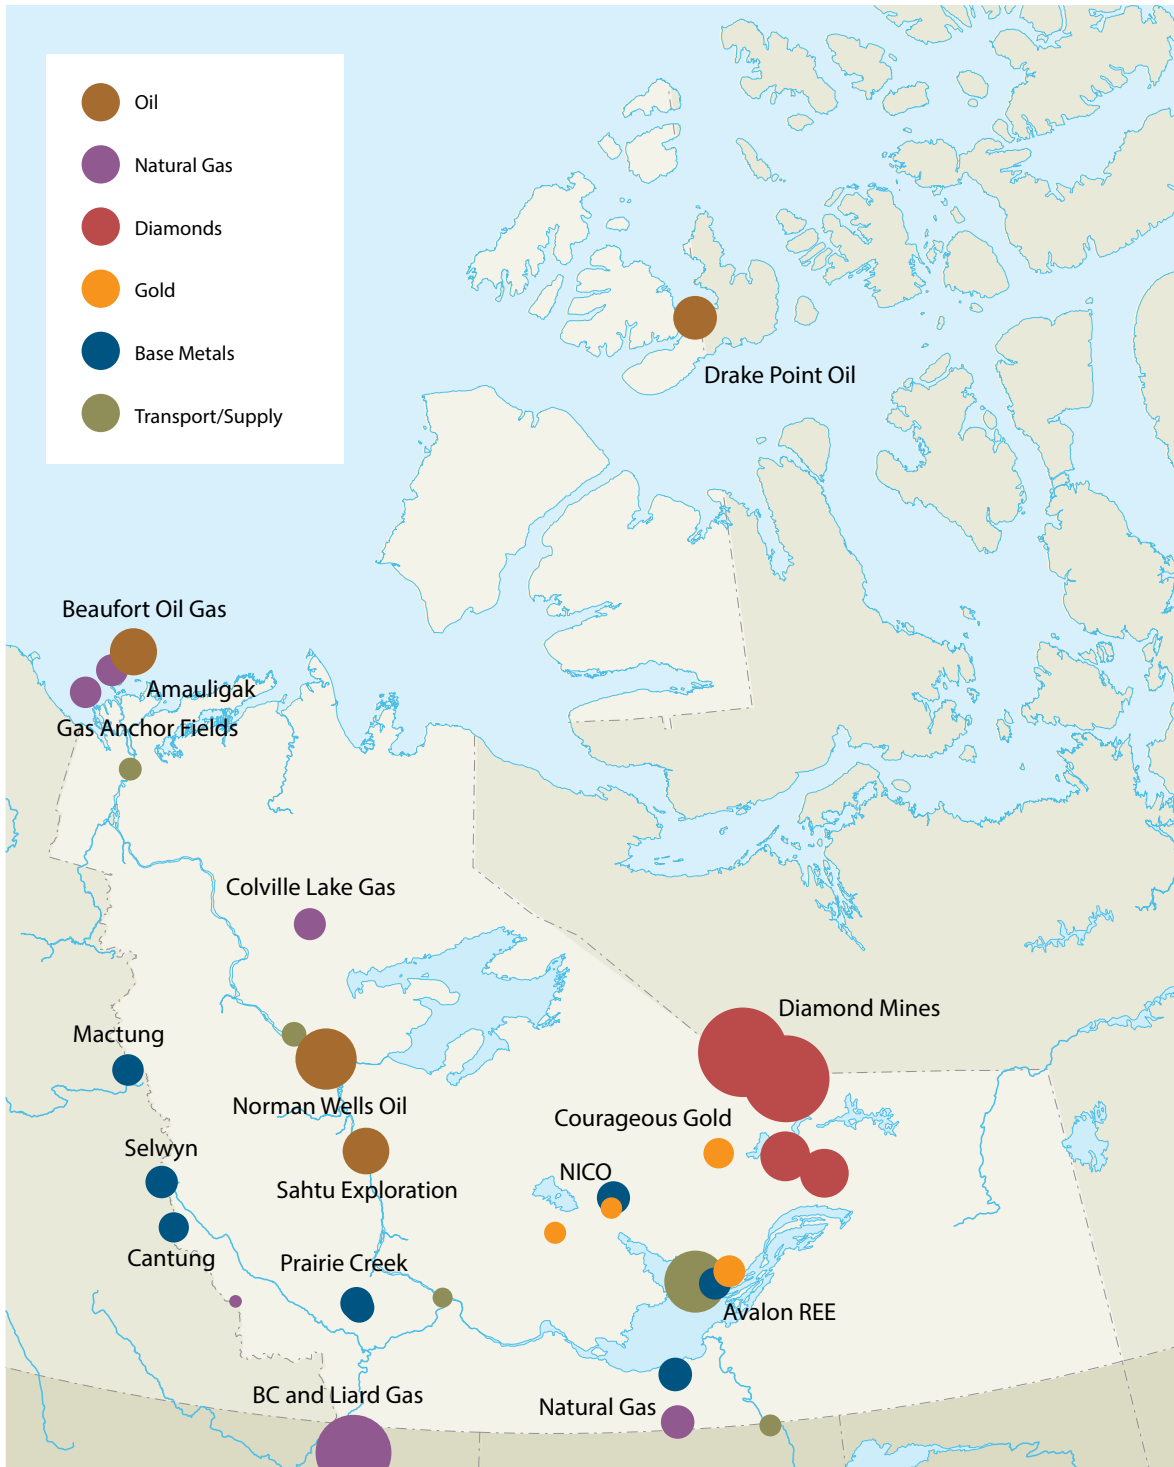 Oil
Natural Gas
Diamonds
Gold
Base Metals
Transport/Supply
Drake Point Oil
Beaufort Oil Gas
Amauligak
Gas Anchor Fields
Colville Lake Gas
Diamond Mines
Mactung
Norman Wells Oil
Courageous Gold
Selwyn
NICO
Sahtu Exploration
Cantung
Prairie Creek
Avalon REE
BC and Liard Gas
Natural Gas